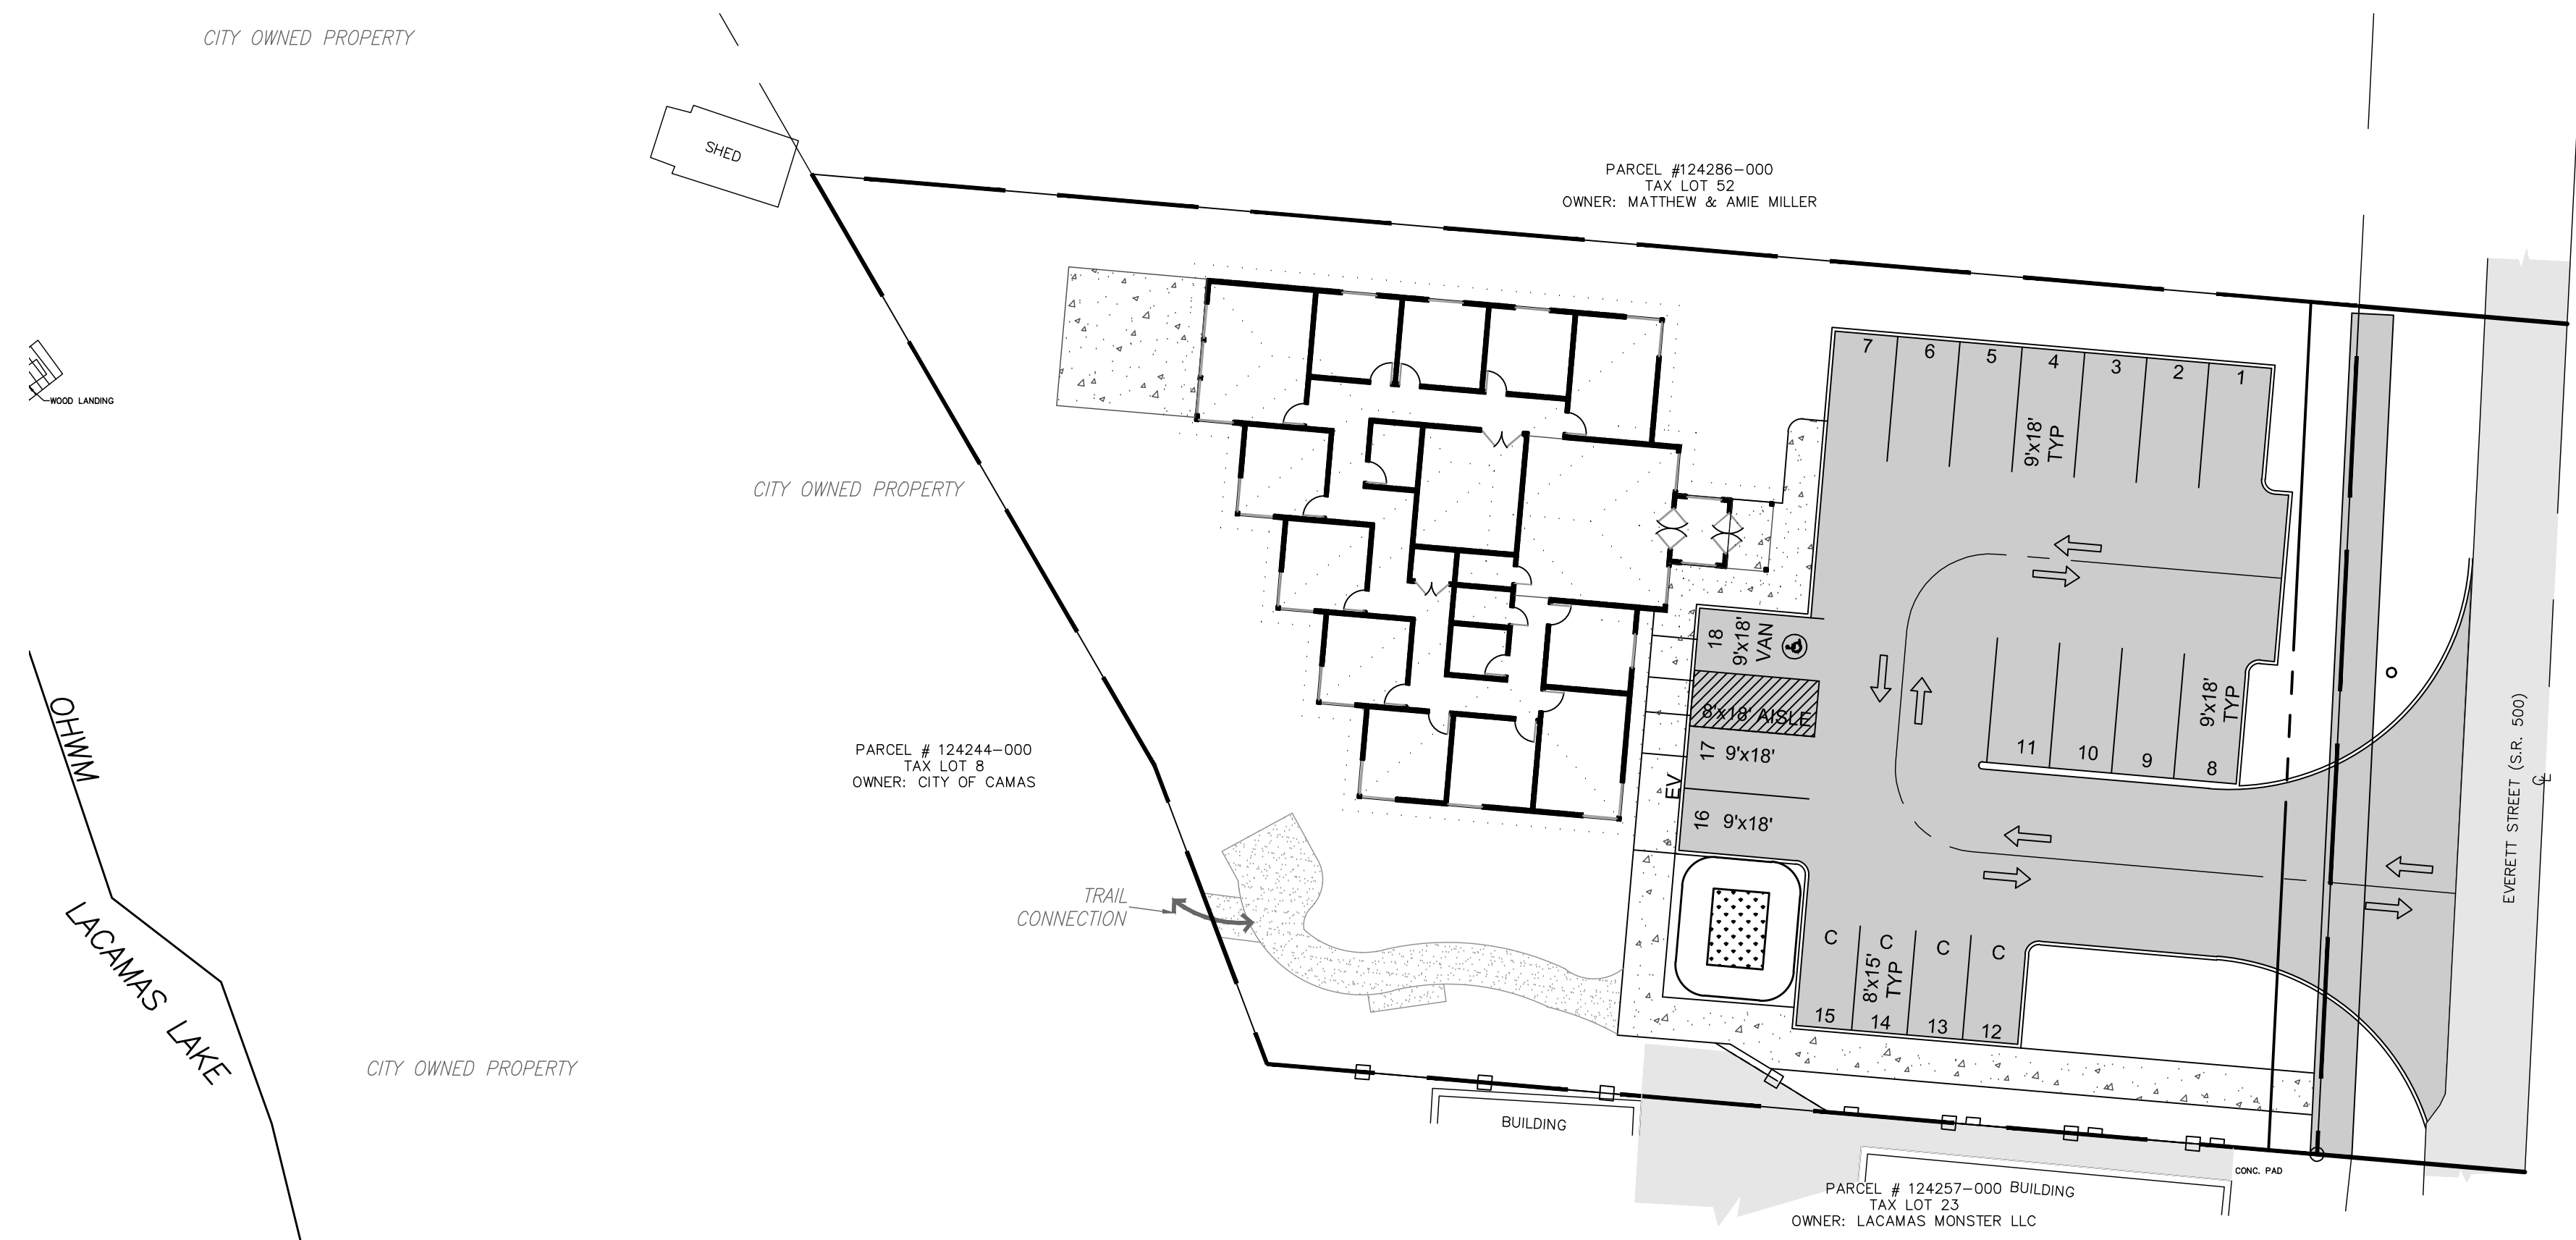 CITY OWNED PROPERTY
SHED
PARCEL #124286-000
TAX LOT 52
OWNER: MATTHEW & AMIE MILLER
WOOD LANDING
7
6
5
4
3
2
1
9'x18'
TYP
CITY OWNED PROPERTY
18
9'x18'
VAN
8'x18' AISLE
17 9'x18'
EV
16 9'x18'
11
10
9
8
9'x18'
TYP
EVERETT STREET (S.R. 500)
CL
OHWM
LACAMAS LAKE
PARCEL # 124244-000
TAX LOT 8
OWNER: CITY OF CAMAS
TRAIL
CONNECTION
C
C
C
C
8'x15'
TYP
15
14
13
12
CITY OWNED PROPERTY
BUILDING
CONC. PAD
PARCEL # 124257-000 BUILDING
TAX LOT 23
OWNER: LACAMAS MONSTER LLC